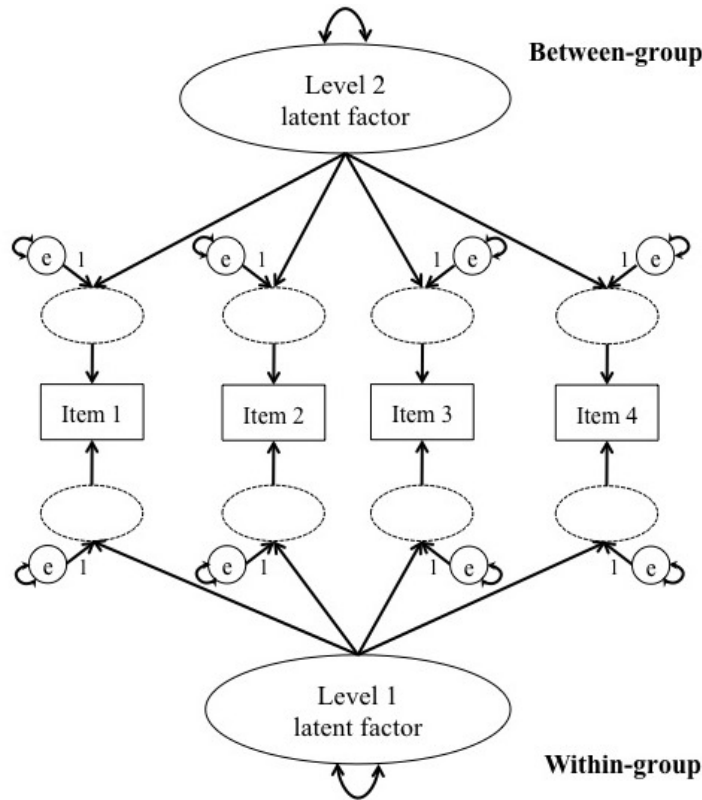 Between-group
Level 2
latent factor
e 1 e 1 1 e 1 e
Item 1 Item 2 Item 3 Item 4
e 1 e 1 1 e 1 e
Level 1
latent factor
Within-group